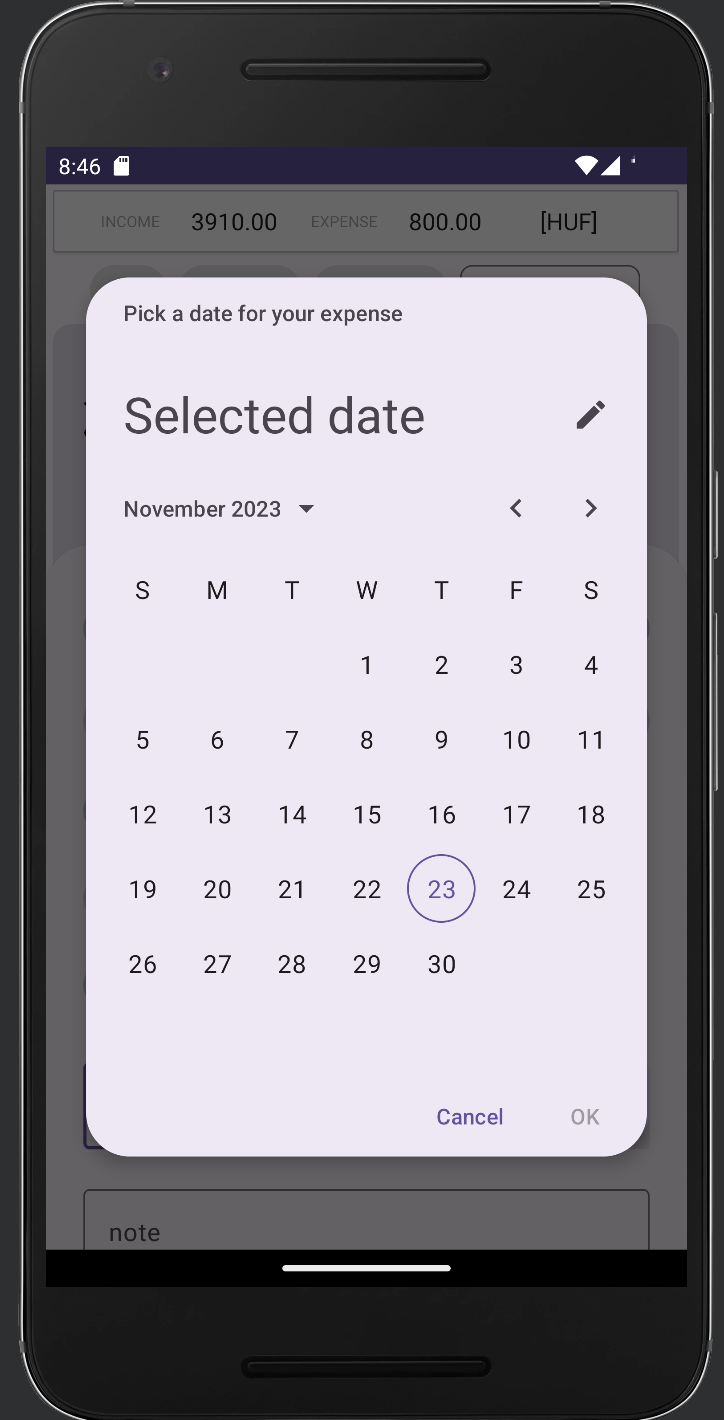 8:46
INCOME 3910.00 EXPENSE 800.00 [HUF]
Pick a date for your expense
Selected date
November 2023
S M T W T F S
1 2 3 4
5 6 7 8 9 10 11
12 13 14 15 16 17 18
19 20 21 22 23 24 25
26 27 28 29 30
Cancel OK
note